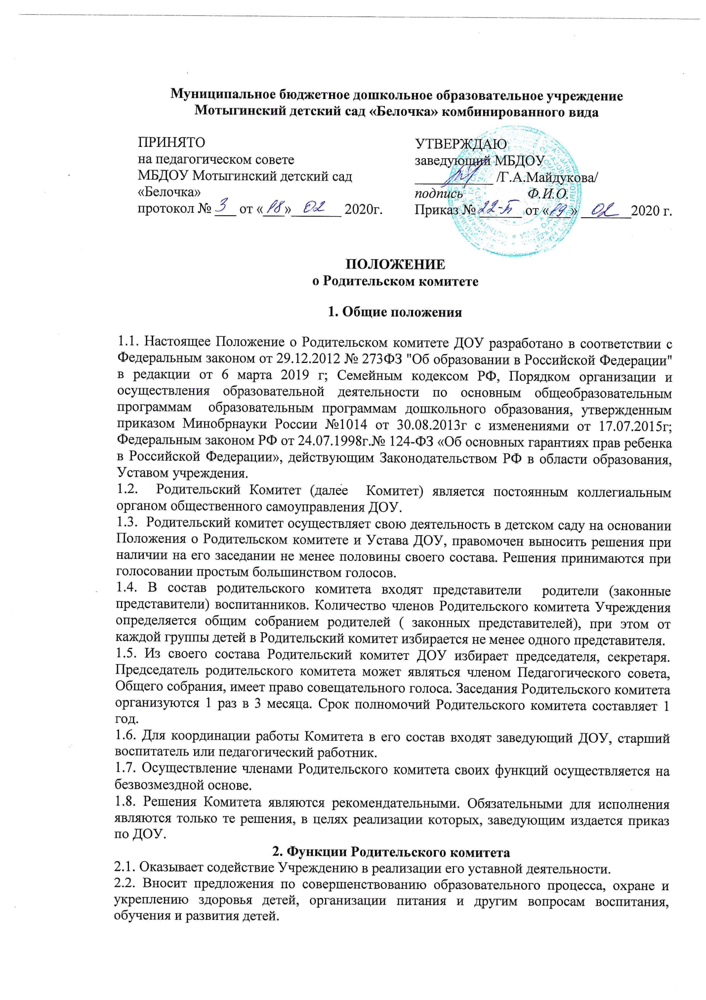 Муниципальное бюджетное дошкольное образовательное учреждение
Мотыгинский детский сад «Белочка» комбинированного вида
ПРИНЯТО
на педагогическом совете
МБДОУ Мотыгинский детский сад
«Белочка»
протокол № 3 от «18» 02 2020г.
УТВЕРЖДАЮ
заведующий МБДОУ
/Г.А.Майдукова/
подпись Ф.И.О.
Приказ № 22-П от «19» 02 2020 г.
ПОЛОЖЕНИЕ
о Родительском комитете
1. Общие положения
1.1. Настоящее Положение о Родительском комитете ДОУ разработано в соответствии с
Федеральным законом от 29.12.2012 № 273ФЗ "Об образовании в Российской Федерации"
в редакции от 6 марта 2019 г; Семейным кодексом РФ, Порядком организации и
осуществления образовательной деятельности по основным общеобразовательным
программам образовательным программам дошкольного образования, утвержденным
приказом Минобрнауки России №1014 от 30.08.2013г с изменениями от 17.07.2015г;
Федеральным законом РФ от 24.07.1998г.№ 124-ФЗ «Об основных гарантиях прав ребенка
в Российской Федерации», действующим Законодательством РФ в области образования,
Уставом учреждения.
1.2. Родительский Комитет (далее Комитет) является постоянным коллегиальным
органом общественного самоуправления ДОУ.
1.3. Родительский комитет осуществляет свою деятельность в детском саду на основании
Положения о Родительском комитете и Устава ДОУ, правомочен выносить решения при
наличии на его заседании не менее половины своего состава. Решения принимаются при
голосовании простым большинством голосов.
1.4. В состав родительского комитета входят представители родители (законные
представители) воспитанников. Количество членов Родительского комитета Учреждения
определяется общим собранием родителей ( законных представителей), при этом от
каждой группы детей в Родительский комитет избирается не менее одного представителя.
1.5. Из своего состава Родительский комитет ДОУ избирает председателя, секретаря.
Председатель родительского комитета может являться членом Педагогического совета,
Общего собрания, имеет право совещательного голоса. Заседания Родительского комитета
организуются 1 раз в 3 месяца. Срок полномочий Родительского комитета составляет 1
год.
1.6. Для координации работы Комитета в его состав входят заведующий ДОУ, старший
воспитатель или педагогический работник.
1.7. Осуществление членами Родительского комитета своих функций осуществляется на
безвозмездной основе.
1.8. Решения Комитета являются рекомендательными. Обязательными для исполнения
являются только те решения, в целях реализации которых, заведующим издается приказ
по ДОУ.
2. Функции Родительского комитета
2.1. Оказывает содействие Учреждению в реализации его уставной деятельности.
2.2. Вносит предложения по совершенствованию образовательного процесса, охране и
укреплению здоровья детей, организации питания и другим вопросам воспитания,
обучения и развития детей.